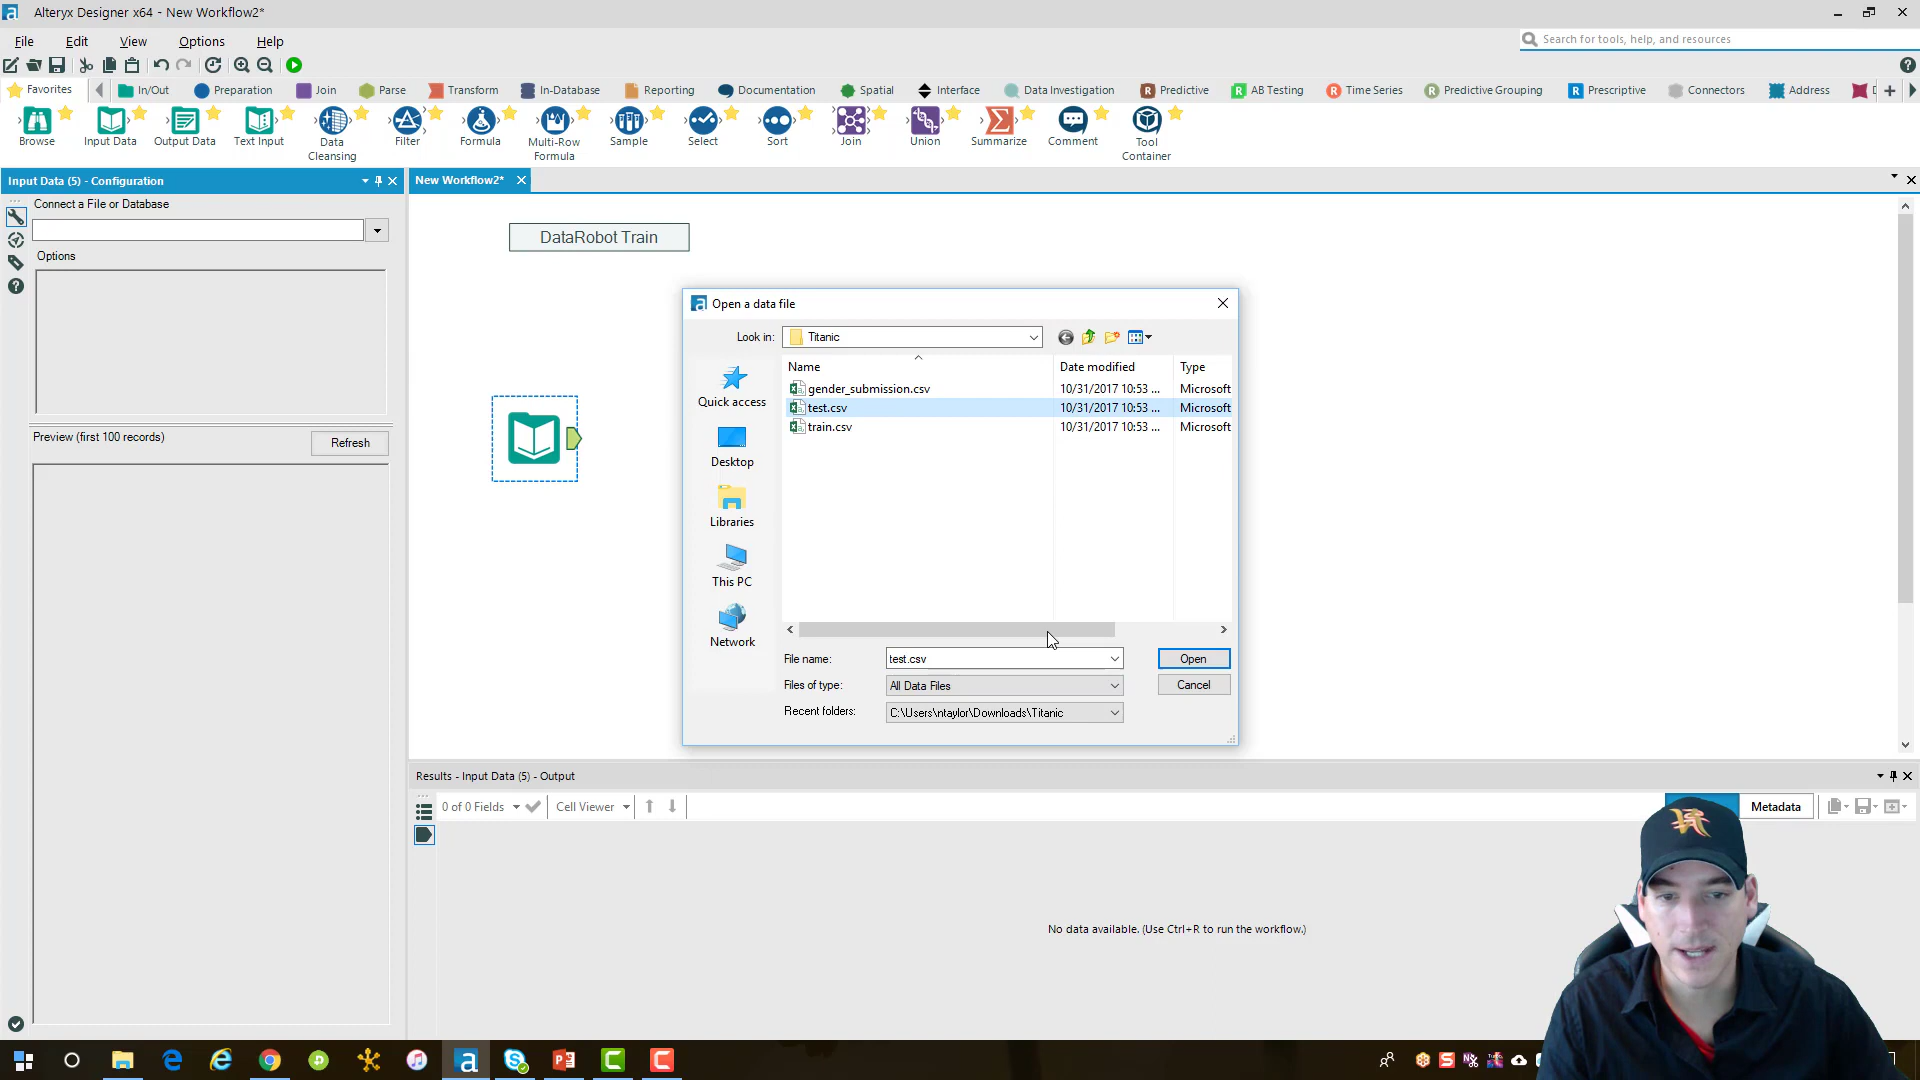 Alteryx Designer x64 - New Workflow2*
File Edit View Options Help
Search for tools, help, and resources
Favorites In/Out Preparation Join Parse Transform In-Database Reporting Documentation Spatial Interface Data Investigation Predictive AB Testing Time Series Predictive Grouping Prescriptive Connectors Address
Browse Input Data Output Data Text Input Data Cleansing Filter Formula Multi-Row Formula Sample Select Sort Join Union Summarize Comment Tool Container
Input Data (5) - Configuration
New Workflow2*
Connect a File or Database
Options
Preview (first 100 records)
Refresh
DataRobot Train
Open a data file
Look in: Titanic
Name Date modified Type
gender_submission.csv 10/31/2017 10:53 ... Microsoft
test.csv 10/31/2017 10:53 ... Microsoft
train.csv 10/31/2017 10:53 ... Microsoft
Quick access
Desktop
Libraries
This PC
Network
File name: test.csv Open
Files of type: All Data Files Cancel
Recent folders: C:\Users\ntaylor\Downloads\Titanic
Results - Input Data (5) - Output
0 of 0 Fields Cell Viewer Metadata
No data available. (Use Ctrl+R to run the workflow.)